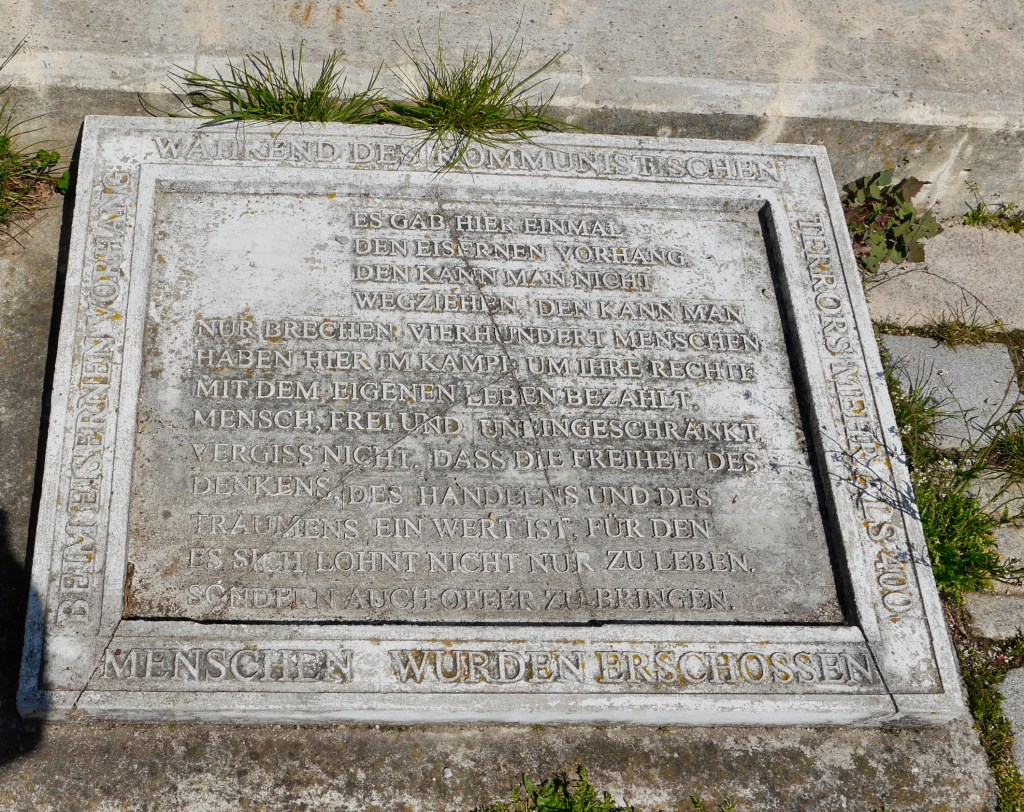 WÄHREND DES KOMMUNISTISCHEN
TERRORS MEHR ALS 400
MENSCHEN WURDEN ERSCHOSSEN
BEIM EISERNEN VORHANG
ES GAB HIER EINMAL
DEN EISERNEN VORHANG.
DEN KANN MAN NICHT
WEGZIEHEN, DEN KANN MAN
NUR BRECHEN. VIERHUNDERT MENSCHEN
HABEN HIER IM KAMPF UM IHRE RECHTE
MIT DEM EIGENEN LEBEN BEZAHLT.
MENSCH, FREI UND UNEINGESCHRÄNKT,
VERGISS NICHT, DASS DIE FREIHEIT DES
DENKENS, DES HANDELNS UND DES
TRÄUMENS EIN WERT IST, FÜR DEN
ES SICH LOHNT NICHT NUR ZU LEBEN,
SONDERN AUCH OPFER ZU BRINGEN.